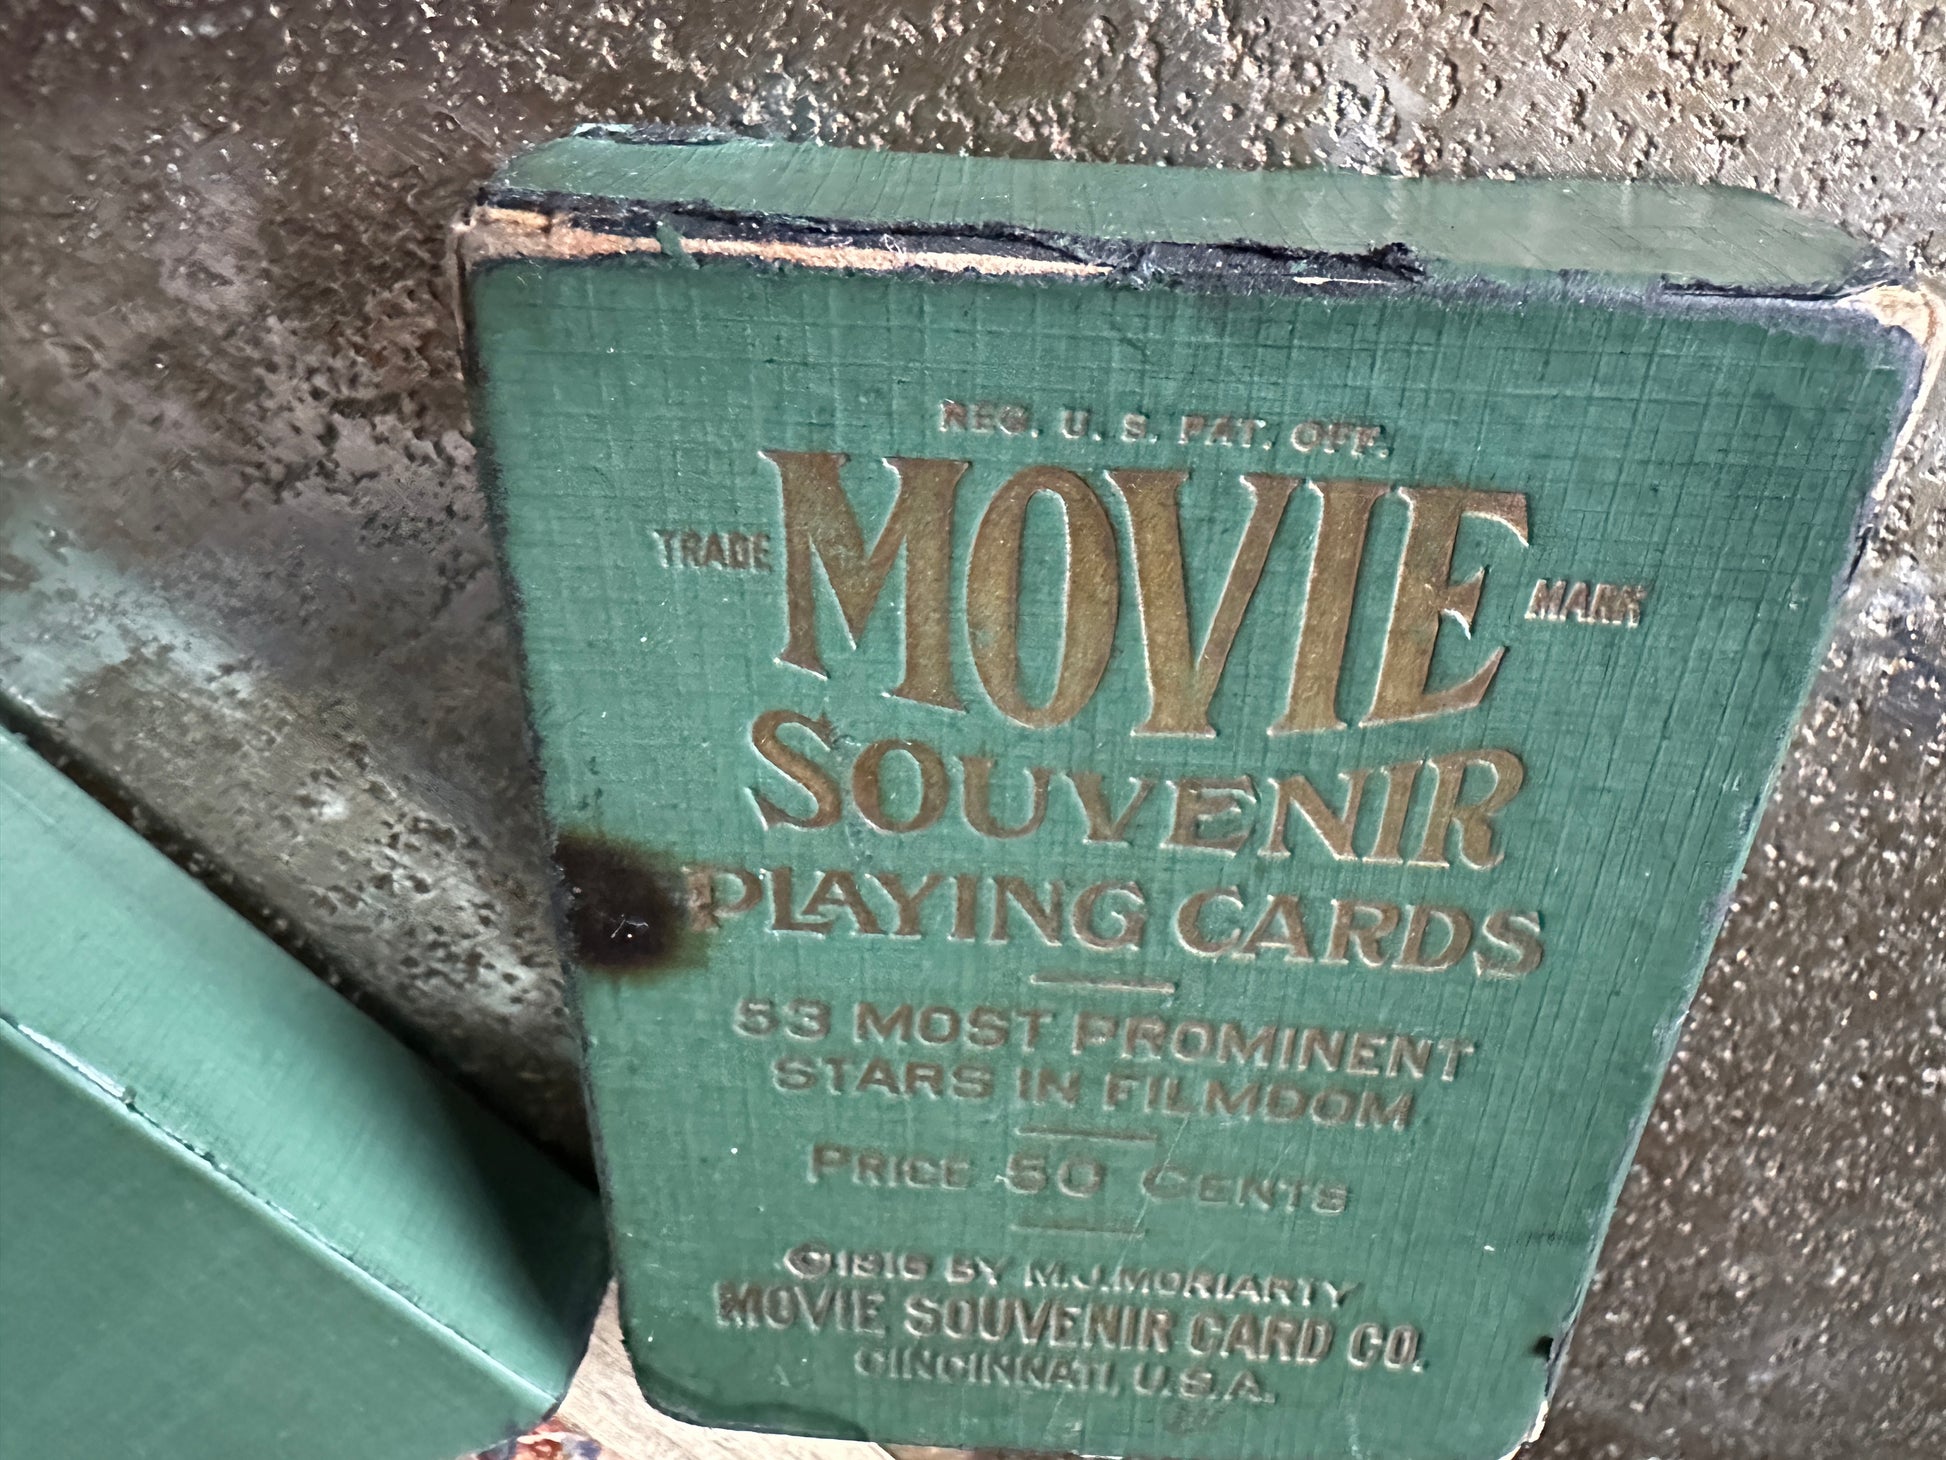 REG. U. S. PAT. OFF.
TRADE MOVIE MARK
SOUVENIR
PLAYING CARDS
53 MOST PROMINENT
STARS IN FILMDOM
PRICE 50 CENTS
©1916 BY M.J.MORIARTY
MOVIE SOUVENIR CARD CO.
CINCINNATI, U.S.A.